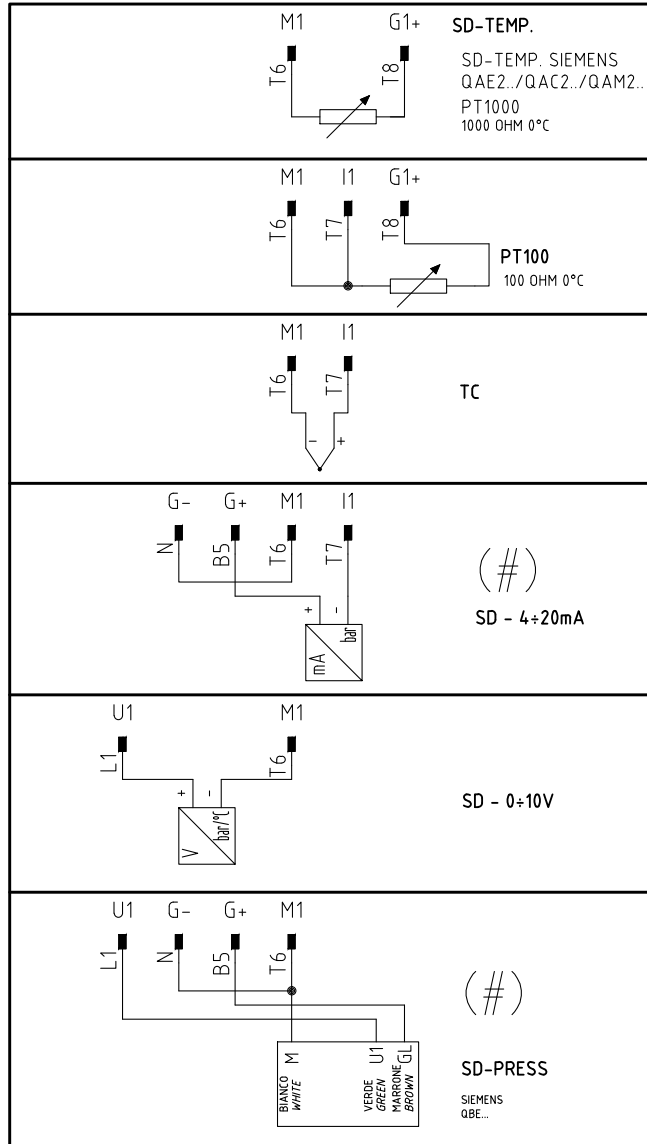 M1 G1+ SD-TEMP.
T6 T8 SD-TEMP. SIEMENS
QAE2../QAC2../QAM2..
PT1000
1000 OHM 0°C
M1 I1 G1+
T6 T7 T8
PT100
100 OHM 0°C
M1 I1
T6 T7
TC
- +
G- G+ M1 I1
N B5 T6 T7
(#)
SD - 4÷20mA
+ -
mA bar
U1 M1
L1 T6
SD - 0÷10V
+ -
V bar/°C
U1 G- G+ M1
L1 N B5 T6
(#)
M U1 GL
BIANCO VERDE MARRONE
WHITE GREEN BROWN
SD-PRESS
SIEMENS
QBE...